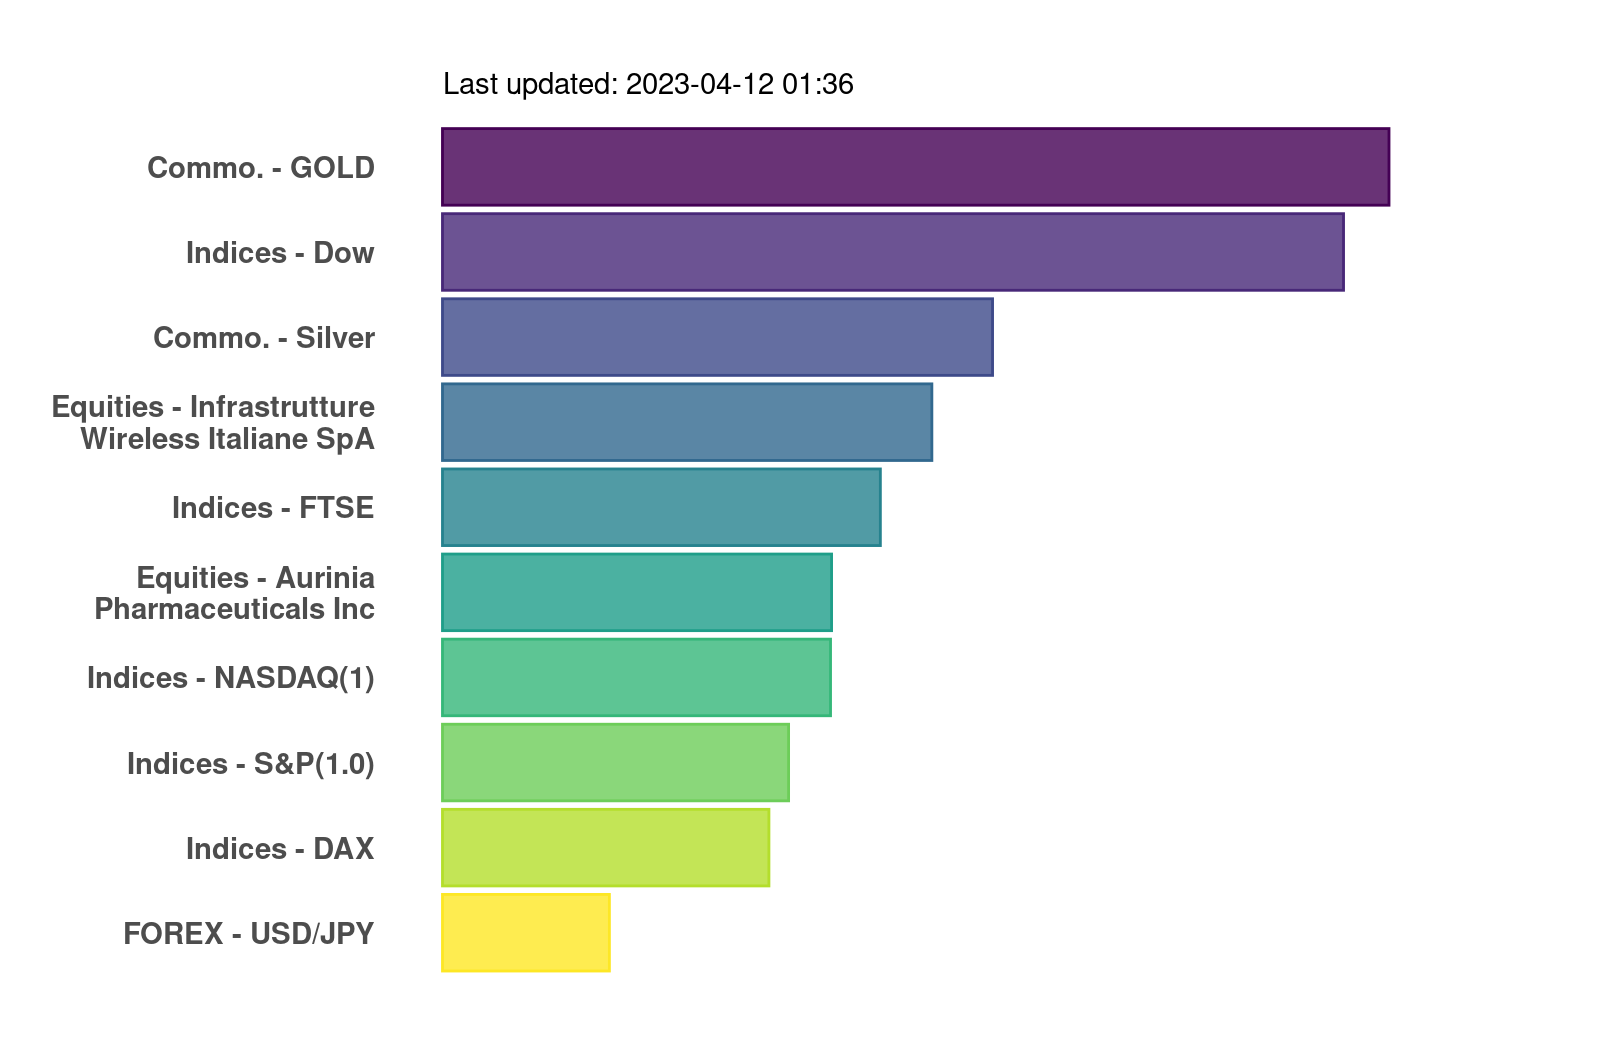 Last updated: 2023-04-12 01:36
Commo. - GOLD
Indices - Dow
Commo. - Silver
Equities - Infrastrutture
Wireless Italiane SpA
Indices - FTSE
Equities - Aurinia
Pharmaceuticals Inc
Indices - NASDAQ(1)
Indices - S&P(1.0)
Indices - DAX
FOREX - USD/JPY